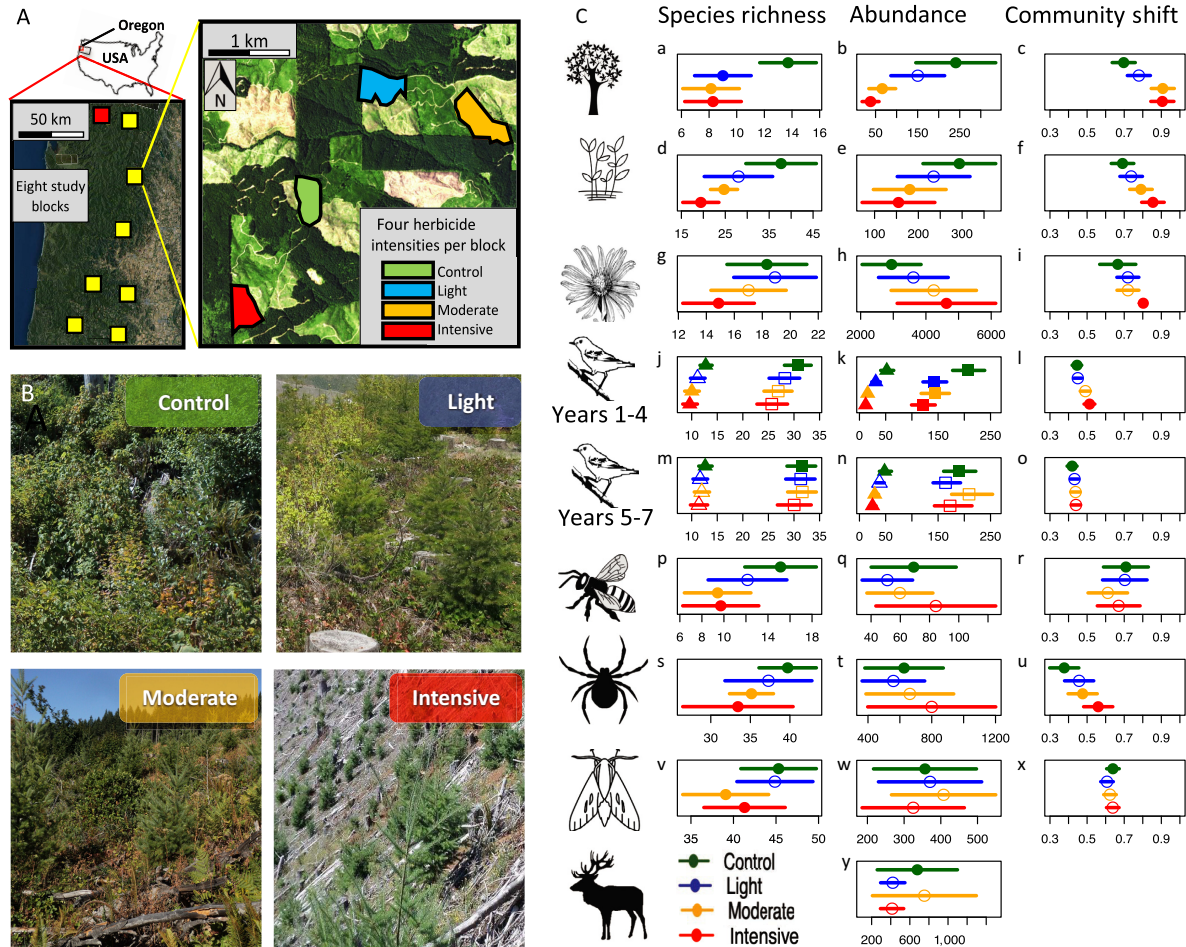 A
Oregon
USA
50 km
Eight study
blocks
1 km
N
Four herbicide
intensities per block
Control
Light
Moderate
Intensive
B
A
Control
Light
Moderate
Intensive
C
Species richness
Abundance
Community shift
a
6 8 10 12 14 16
b
50 150 250
c
0.3 0.5 0.7 0.9
d
15 25 35 45
e
100 200 300
f
0.3 0.5 0.7 0.9
g
12 14 16 18 20 22
h
2000 4000 6000
i
0.3 0.5 0.7 0.9
Years 1-4
j
10 15 20 25 30 35
k
0 50 150 250
l
0.3 0.5 0.7 0.9
Years 5-7
m
10 15 20 25 30 35
n
0 50 150 250
o
0.3 0.5 0.7 0.9
p
6 8 10 14 18
q
40 60 80 100
r
0.3 0.5 0.7 0.9
s
30 35 40
t
400 800 1200
u
0.3 0.5 0.7 0.9
v
35 40 45 50
w
200 300 400 500
x
0.3 0.5 0.7 0.9
Control
Light
Moderate
Intensive
y
200 600 1,000